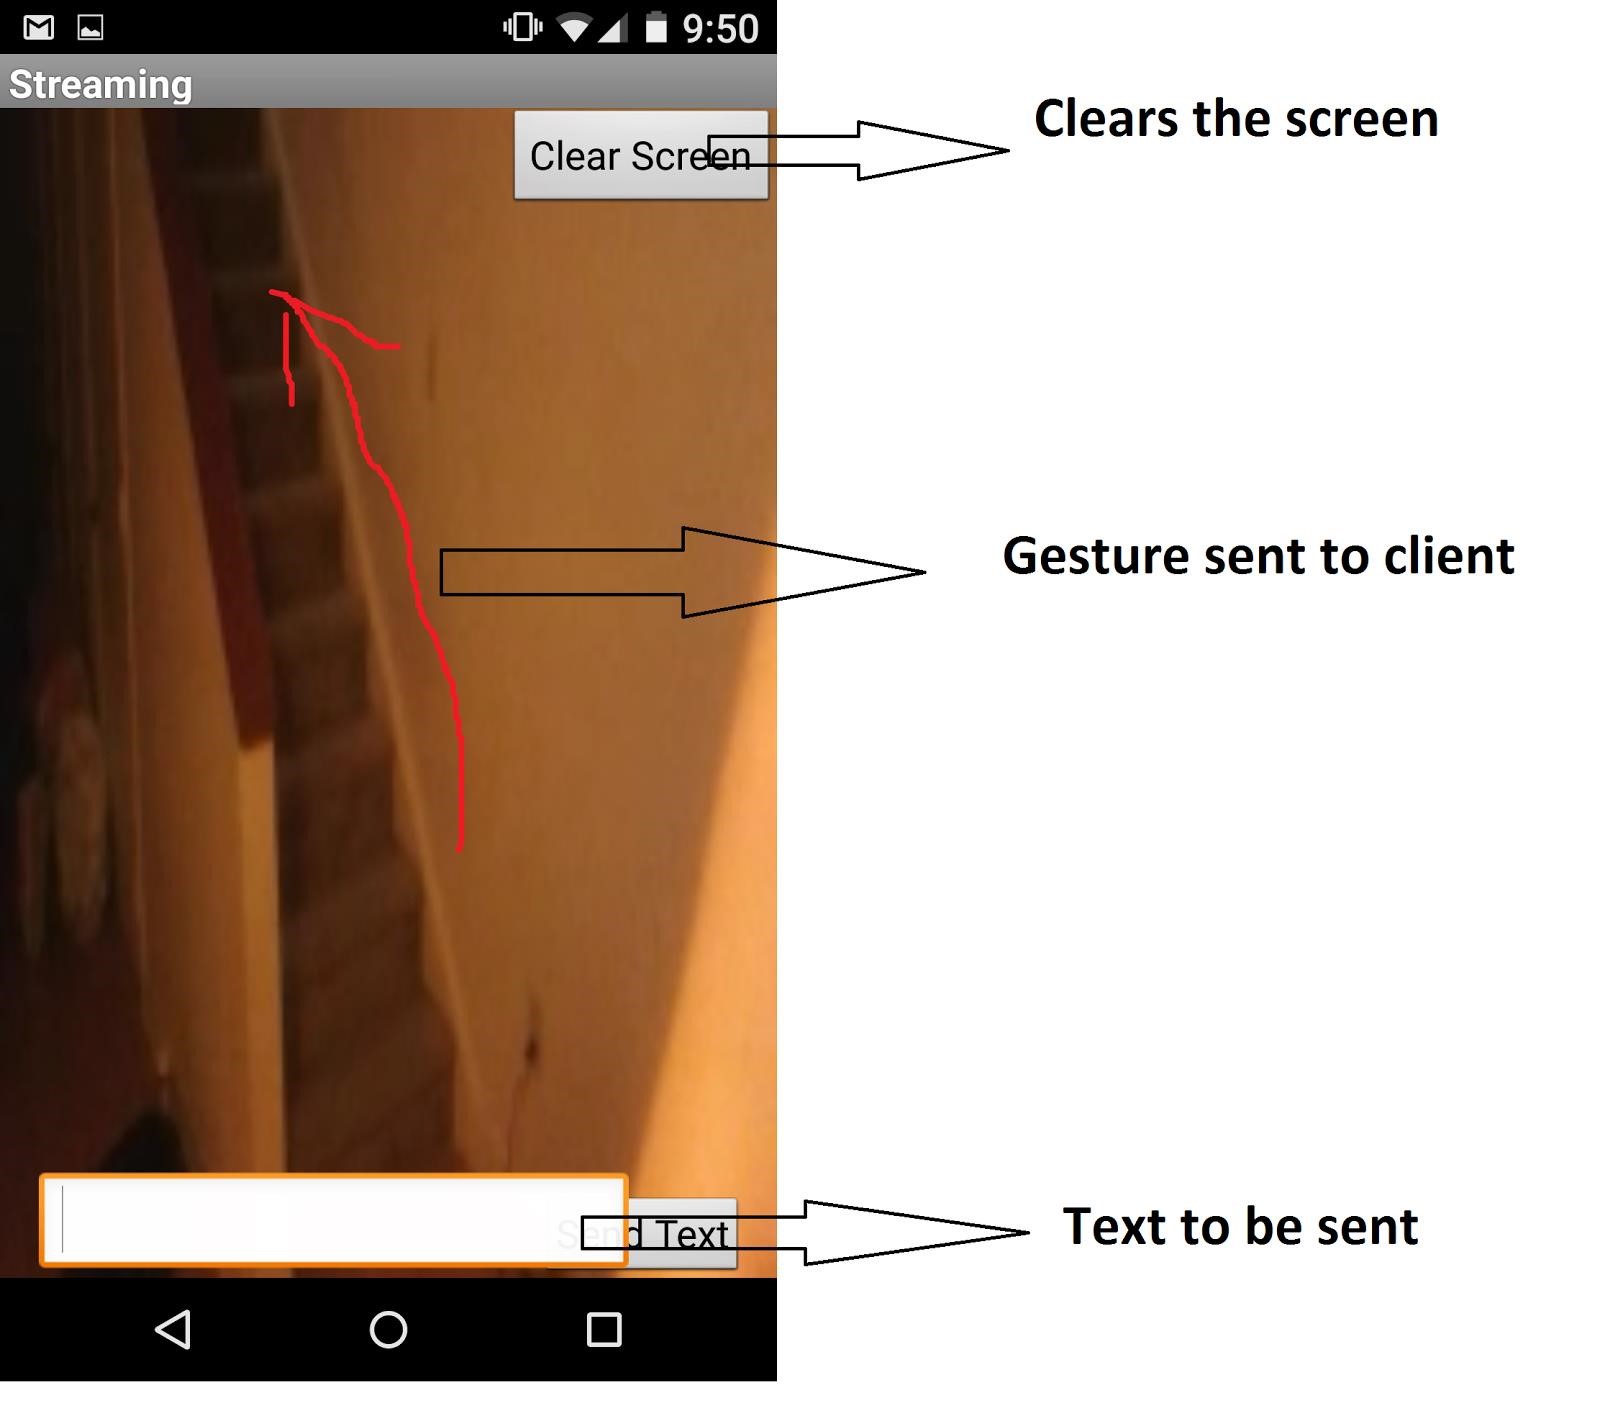 9:50
Streaming
Clear Screen
Clears the screen
Gesture sent to client
Send Text
Text to be sent